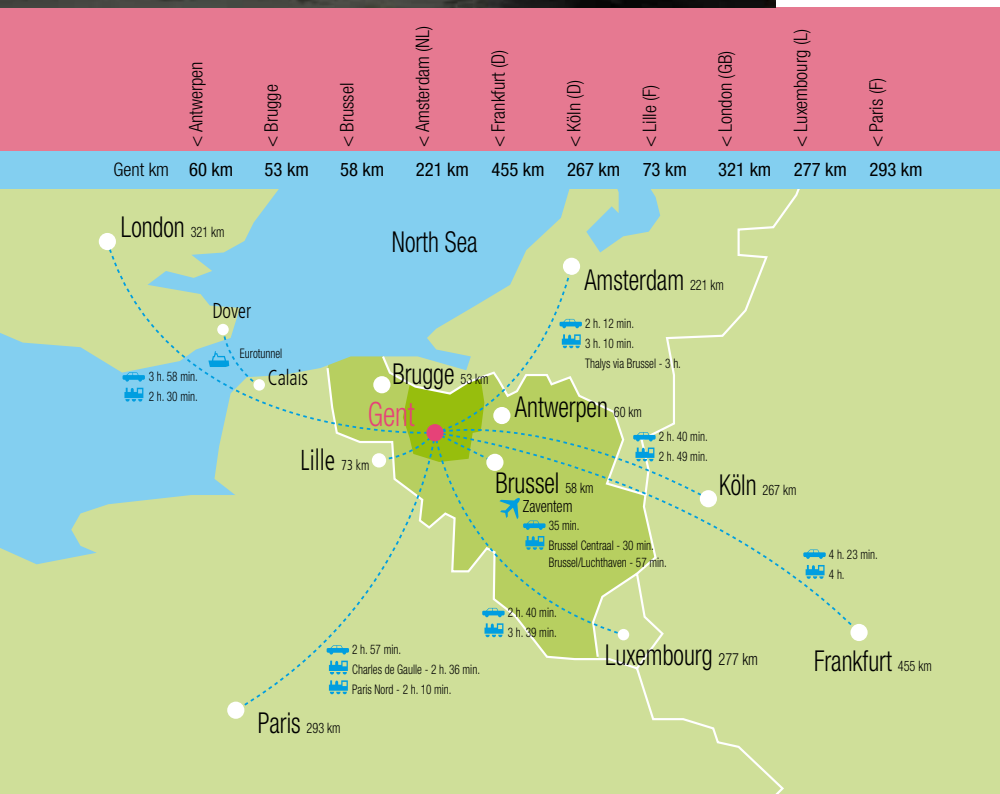 < Antwerpen
< Brugge
< Brussel
< Amsterdam (NL)
< Frankfurt (D)
< Köln (D)
< Lille (F)
< London (GB)
< Luxembourg (L)
< Paris (F)
Gent km 60 km 53 km 58 km 221 km 455 km 267 km 73 km 321 km 277 km 293 km
London 321 km
North Sea
Amsterdam 221 km
2 h. 12 min.
3 h. 10 min.
Thalys via Brussel - 3 h.
Dover
Eurotunnel
Calais
3 h. 58 min.
2 h. 30 min.
Brugge 53 km
Gent
Antwerpen 60 km
2 h. 40 min.
2 h. 49 min.
Lille 73 km
Brussel 58 km
Köln 267 km
Zaventem
35 min.
Brussel Centraal - 30 min.
Brussel/Luchthaven - 57 min.
4 h. 23 min.
4 h.
2 h. 40 min.
3 h. 39 min.
Luxembourg 277 km
Frankfurt 455 km
2 h. 57 min.
Charles de Gaulle - 2 h. 36 min.
Paris Nord - 2 h. 10 min.
Paris 293 km